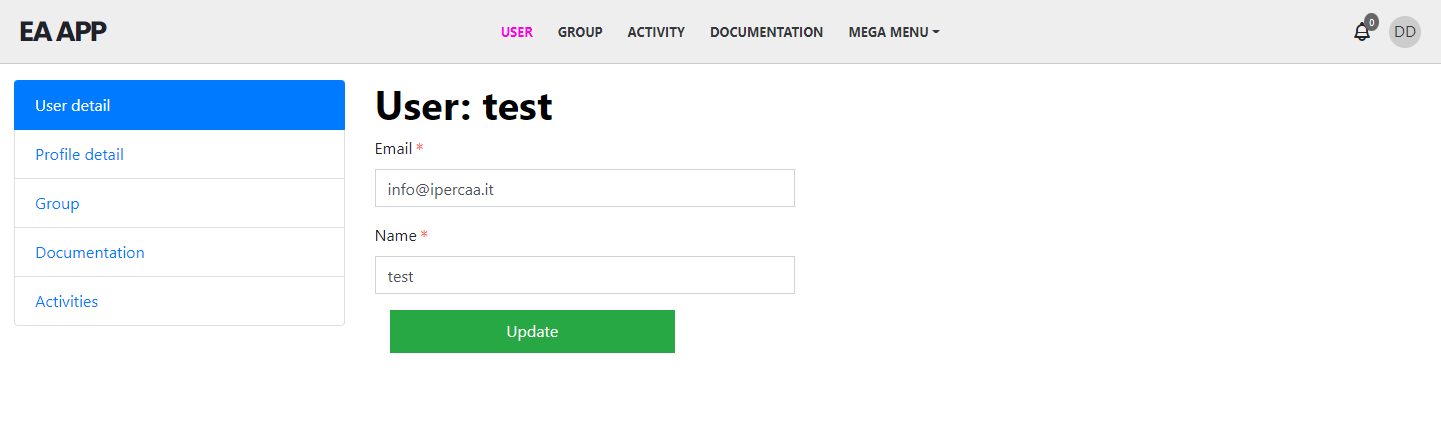 EA APP
USER GROUP ACTIVITY DOCUMENTATION MEGA MENU
0
DD
User detail
Profile detail
Group
Documentation
Activities
User: test
Email *
info@ipercaa.it
Name *
test
Update